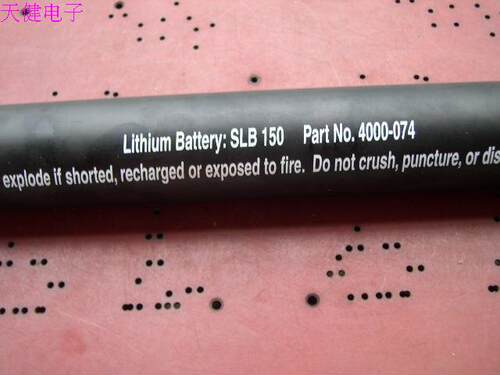 天健电子
Lithium Battery: SLB 150 Part No. 4000-074
explode if shorted, recharged or exposed to fire. Do not crush, puncture, or